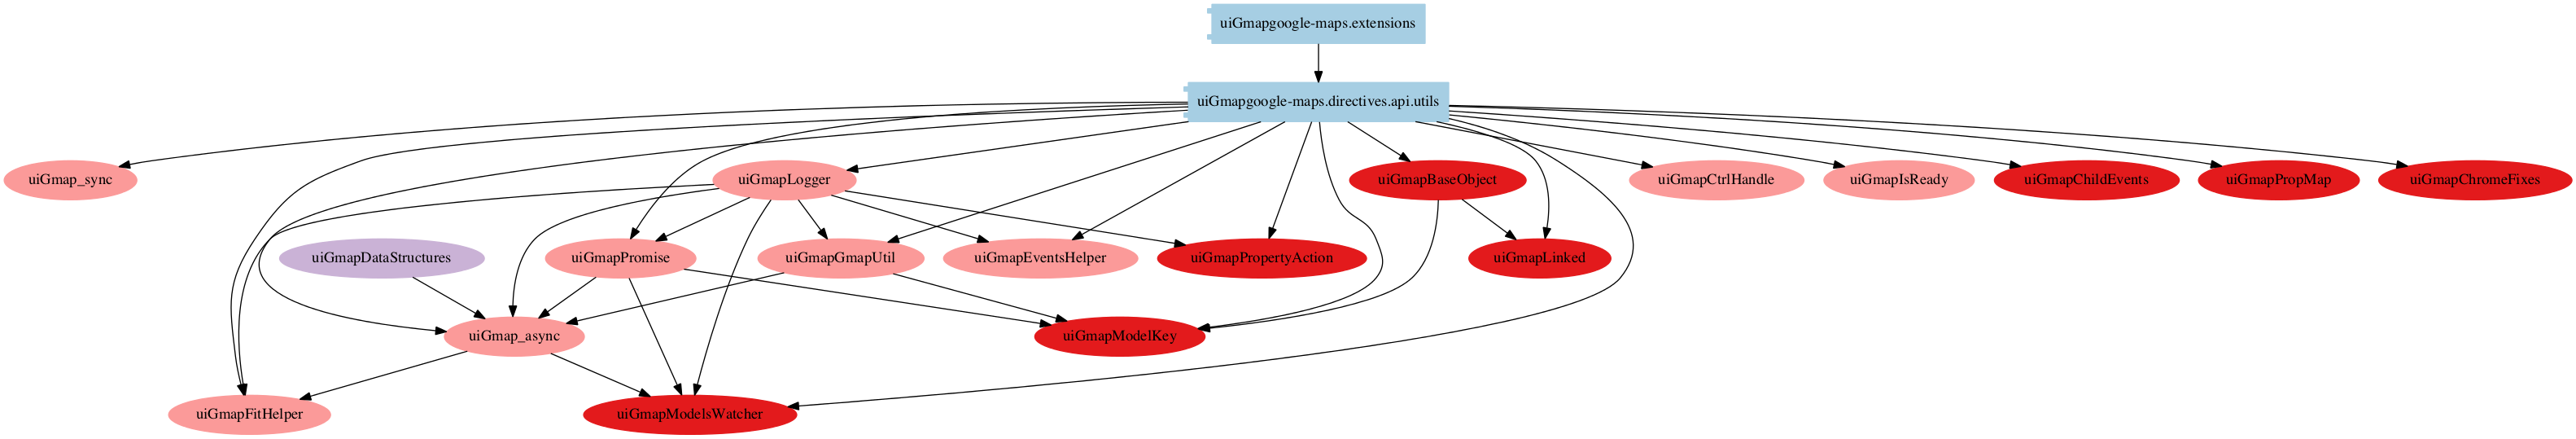 uiGmapgoogle-maps.extensions
uiGmapgoogle-maps.directives.api.utils
uiGmap_sync
uiGmapLogger
uiGmapBaseObject
uiGmapCtrlHandle
uiGmapIsReady
uiGmapChildEvents
uiGmapPropMap
uiGmapChromeFixes
uiGmapDataStructures
uiGmapPromise
uiGmapGmapUtil
uiGmapEventsHelper
uiGmapPropertyAction
uiGmapLinked
uiGmap_async
uiGmapModelKey
uiGmapFitHelper
uiGmapModelsWatcher